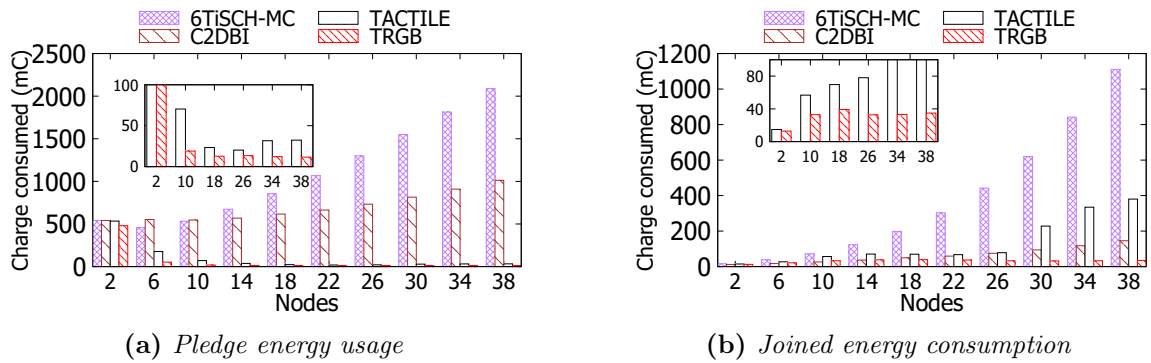 6TiSCH-MC TACTILE
C2DBI TRGB
Charge consumed (mC)
2500
2000
1500
1000
500
0
100
50
0
2 10 18 26 34 38
2 6 10 14 18 22 26 30 34 38
Nodes
(a) Pledge energy usage
6TiSCH-MC TACTILE
C2DBI TRGB
Charge consumed (mC)
1200
1000
800
600
400
200
0
80
40
0
2 10 18 26 34 38
2 6 10 14 18 22 26 30 34 38
Nodes
(b) Joined energy consumption